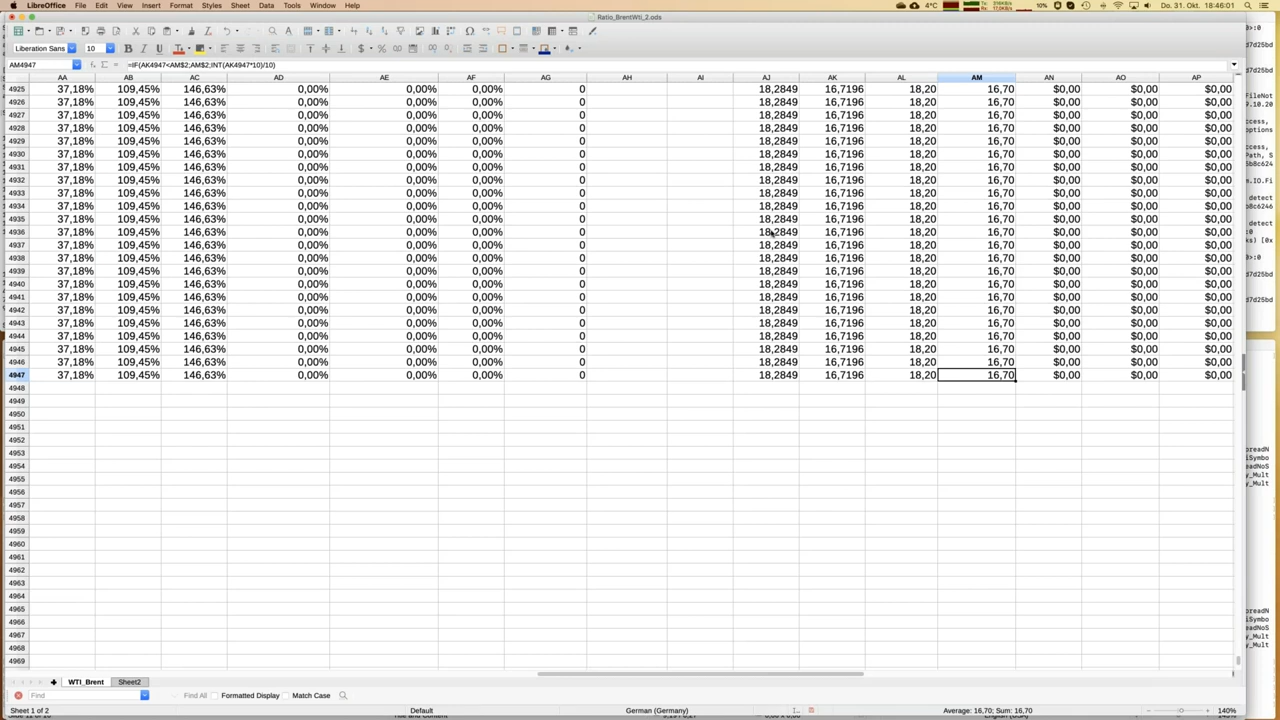 LibreOffice File Edit View Insert Format Styles Sheet Data Tools Window Help 4°C 10% Do. 31. Okt. 18:46:01
Ratio_BrentWti_2.ods
Liberation Sans 10
AM4947 =IF(AK4947<AM$2;AM$2;INT(AK4947*10)/10)
AA AB AC AD AE AF AG AH AI AJ AK AL AM AN AO AP
4925 37,18% 109,45% 146,63% 0,00% 0,00% 0,00% 0 18,2849 16,7196 18,20 16,70 $0,00 $0,00 $0,00
4926 37,18% 109,45% 146,63% 0,00% 0,00% 0,00% 0 18,2849 16,7196 18,20 16,70 $0,00 $0,00 $0,00
4927 37,18% 109,45% 146,63% 0,00% 0,00% 0,00% 0 18,2849 16,7196 18,20 16,70 $0,00 $0,00 $0,00
4928 37,18% 109,45% 146,63% 0,00% 0,00% 0,00% 0 18,2849 16,7196 18,20 16,70 $0,00 $0,00 $0,00
4929 37,18% 109,45% 146,63% 0,00% 0,00% 0,00% 0 18,2849 16,7196 18,20 16,70 $0,00 $0,00 $0,00
4930 37,18% 109,45% 146,63% 0,00% 0,00% 0,00% 0 18,2849 16,7196 18,20 16,70 $0,00 $0,00 $0,00
4931 37,18% 109,45% 146,63% 0,00% 0,00% 0,00% 0 18,2849 16,7196 18,20 16,70 $0,00 $0,00 $0,00
4932 37,18% 109,45% 146,63% 0,00% 0,00% 0,00% 0 18,2849 16,7196 18,20 16,70 $0,00 $0,00 $0,00
4933 37,18% 109,45% 146,63% 0,00% 0,00% 0,00% 0 18,2849 16,7196 18,20 16,70 $0,00 $0,00 $0,00
4934 37,18% 109,45% 146,63% 0,00% 0,00% 0,00% 0 18,2849 16,7196 18,20 16,70 $0,00 $0,00 $0,00
4935 37,18% 109,45% 146,63% 0,00% 0,00% 0,00% 0 18,2849 16,7196 18,20 16,70 $0,00 $0,00 $0,00
4936 37,18% 109,45% 146,63% 0,00% 0,00% 0,00% 0 18,2849 16,7196 18,20 16,70 $0,00 $0,00 $0,00
4937 37,18% 109,45% 146,63% 0,00% 0,00% 0,00% 0 18,2849 16,7196 18,20 16,70 $0,00 $0,00 $0,00
4938 37,18% 109,45% 146,63% 0,00% 0,00% 0,00% 0 18,2849 16,7196 18,20 16,70 $0,00 $0,00 $0,00
4939 37,18% 109,45% 146,63% 0,00% 0,00% 0,00% 0 18,2849 16,7196 18,20 16,70 $0,00 $0,00 $0,00
4940 37,18% 109,45% 146,63% 0,00% 0,00% 0,00% 0 18,2849 16,7196 18,20 16,70 $0,00 $0,00 $0,00
4941 37,18% 109,45% 146,63% 0,00% 0,00% 0,00% 0 18,2849 16,7196 18,20 16,70 $0,00 $0,00 $0,00
4942 37,18% 109,45% 146,63% 0,00% 0,00% 0,00% 0 18,2849 16,7196 18,20 16,70 $0,00 $0,00 $0,00
4943 37,18% 109,45% 146,63% 0,00% 0,00% 0,00% 0 18,2849 16,7196 18,20 16,70 $0,00 $0,00 $0,00
4944 37,18% 109,45% 146,63% 0,00% 0,00% 0,00% 0 18,2849 16,7196 18,20 16,70 $0,00 $0,00 $0,00
4945 37,18% 109,45% 146,63% 0,00% 0,00% 0,00% 0 18,2849 16,7196 18,20 16,70 $0,00 $0,00 $0,00
4946 37,18% 109,45% 146,63% 0,00% 0,00% 0,00% 0 18,2849 16,7196 18,20 16,70 $0,00 $0,00 $0,00
4947 37,18% 109,45% 146,63% 0,00% 0,00% 0,00% 0 18,2849 16,7196 18,20 16,70 $0,00 $0,00 $0,00
4948
4949
4950
4951
4952
4953
4954
4955
4956
4957
4958
4959
4960
4961
4962
4963
4964
4965
4966
4967
4968
4969
WTI_Brent Sheet2
Find Find All Formatted Display Match Case
Sheet 1 of 2 Default German (Germany) Average: 16,70; Sum: 16,70 140%